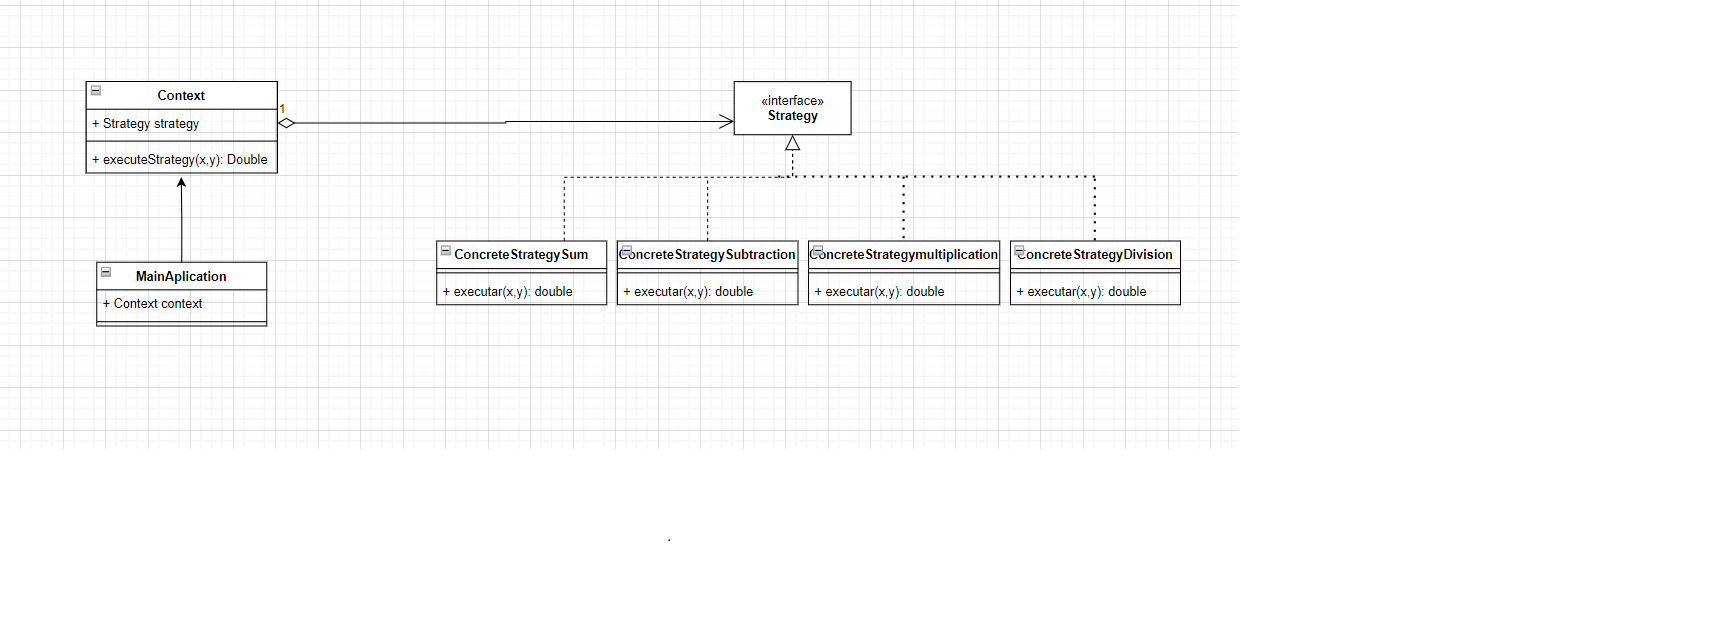 Context
+ Strategy strategy
+ executeStrategy(x,y): Double
1
«interface»
Strategy
MainAplication
+ Context context
ConcreteStrategySum
+ executar(x,y): double
ConcreteStrategySubtraction
+ executar(x,y): double
ConcreteStrategymultiplication
+ executar(x,y): double
ConcreteStrategyDivision
+ executar(x,y): double